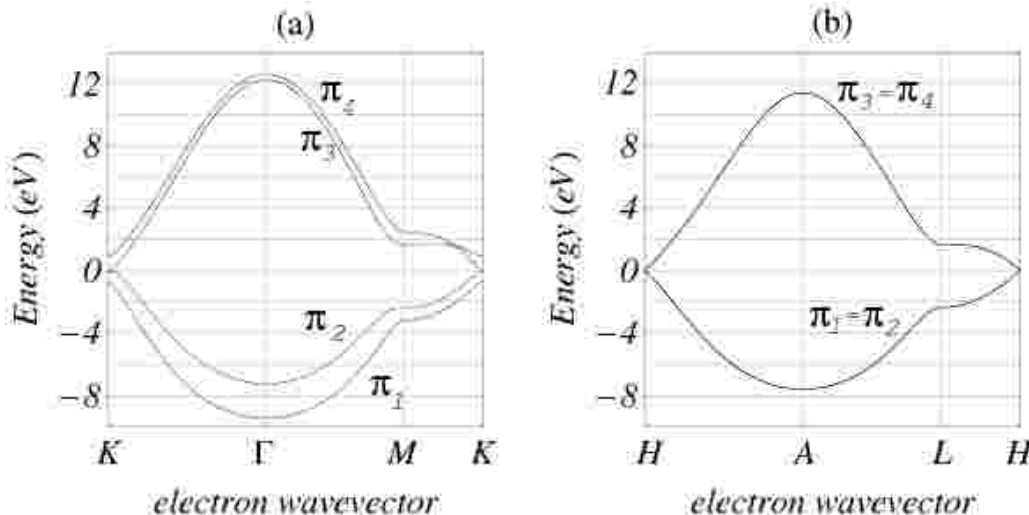 (a)
(b)
Energy (eV)
12
8
4
0
−4
−8
π₄
π₃
π₂
π₁
K Γ M K
electron wavevector
Energy (eV)
12
8
4
0
−4
−8
π₃=π₄
π₁=π₂
H A L H
electron wavevector